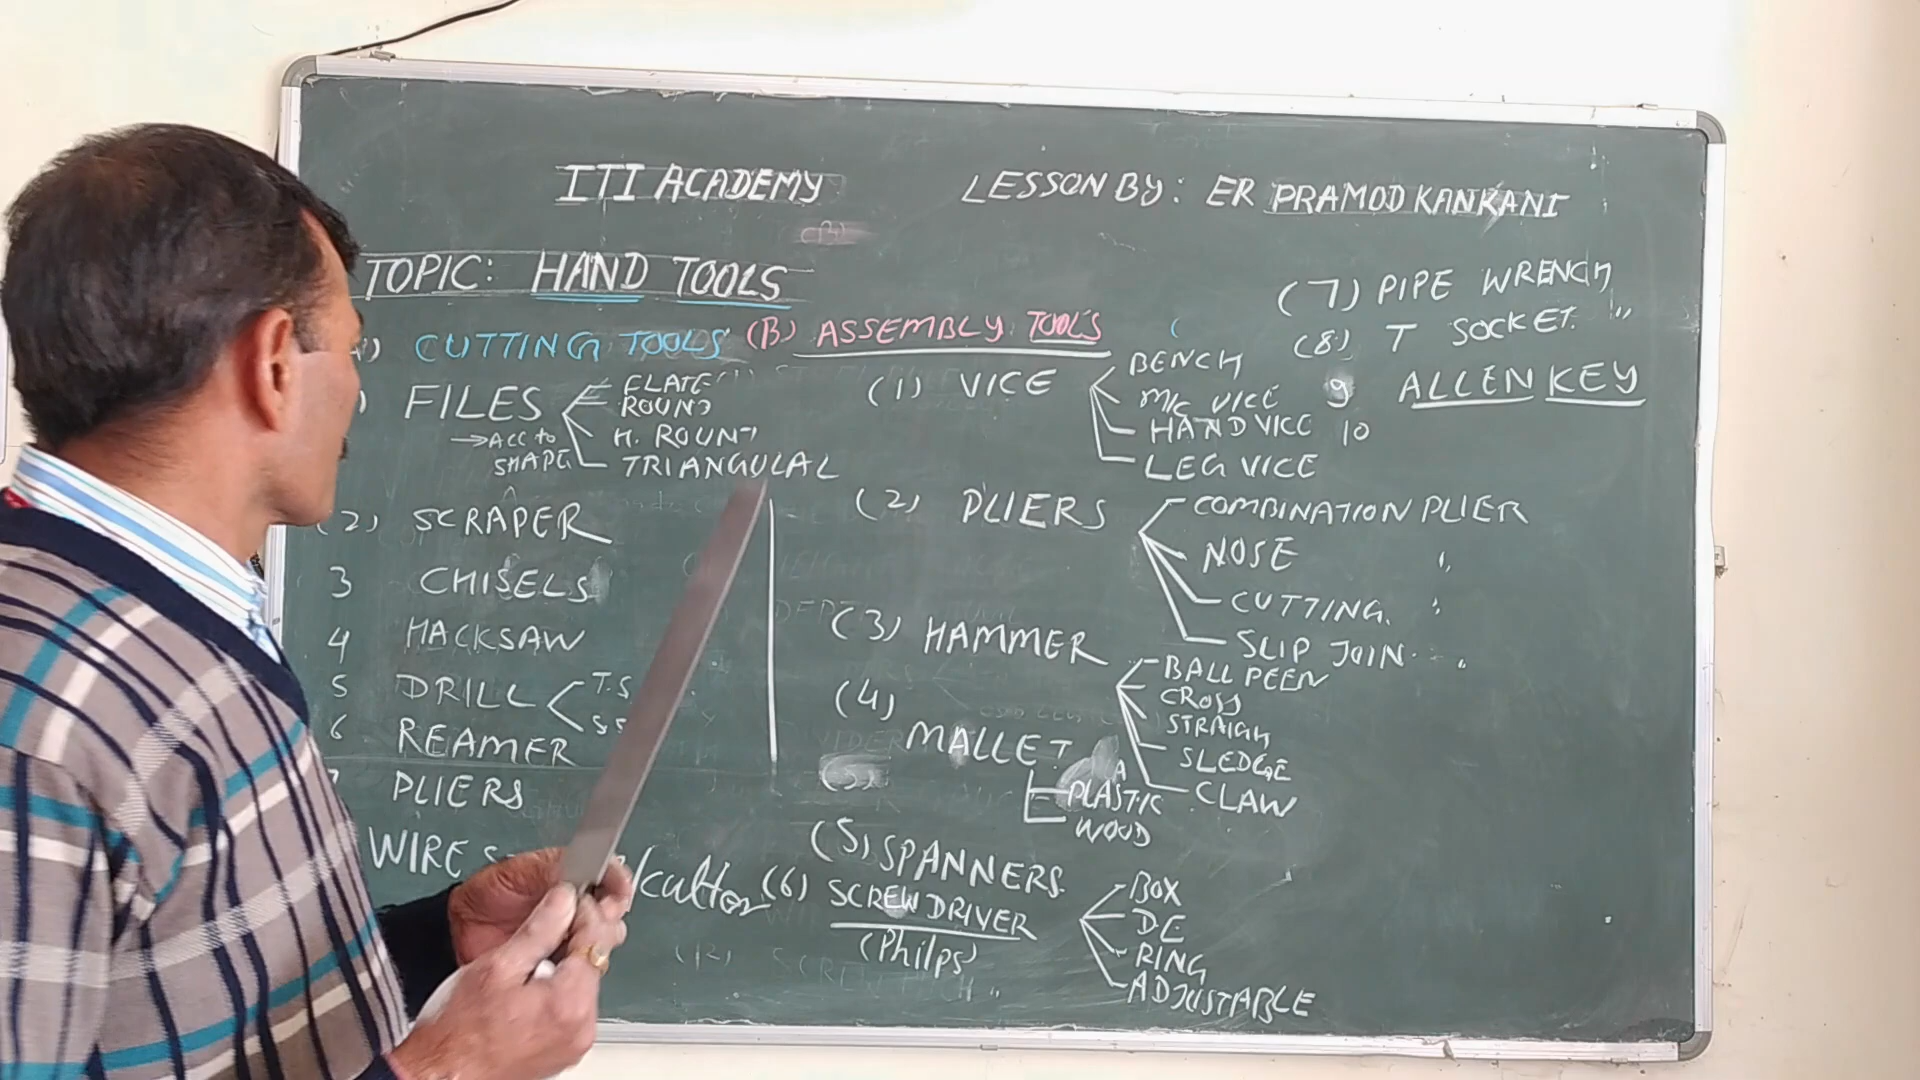 ITI ACADEMY
LESSON BY: ER PRAMOD KANKANI
TOPIC: HAND TOOLS
) CUTTING TOOLS
) FILES
FLATE
ROUND
H. ROUND
TRIANGULAL
→ ACC to
SHAPE
(2) SCRAPER
3 CHISELS
4 HACKSAW
5 DRILL
T.S
S.S
6 REAMER
PLIERS
WIRE S
/cutter
(B) ASSEMBLY TOOLS
(1) VICE
BENCH
M/C VICE
HAND VICE
LEG VICE
(2) PLIERS
COMBINATION PLIER
NOSE "
CUTTING. "
SLIP JOIN "
(3) HAMMER
BALL PEEN
CROSS
STRAIGH
SLEDGE
CLAW
(4) MALLET
PLASTIC
WOOD
(5) SPANNERS
BOX
D.E
RING
ADJUSTABLE
(6) SCREW DRIVER
(Philps)
(7) PIPE WRENCH
(8) T SOCKET. "
9 ALLEN KEY
10